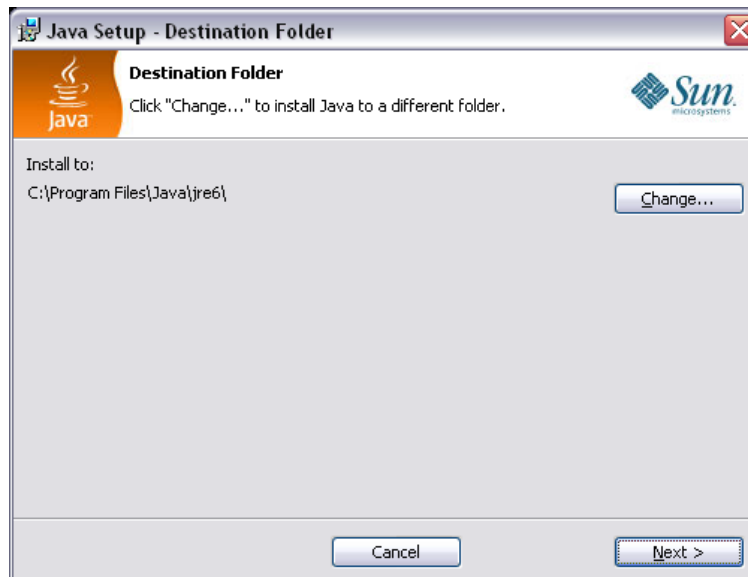 Java Setup - Destination Folder
Destination Folder
Click "Change..." to install Java to a different folder.
Java
Sun
microsystems
Install to:
C:\Program Files\Java\jre6\
Change...
Cancel
Next >